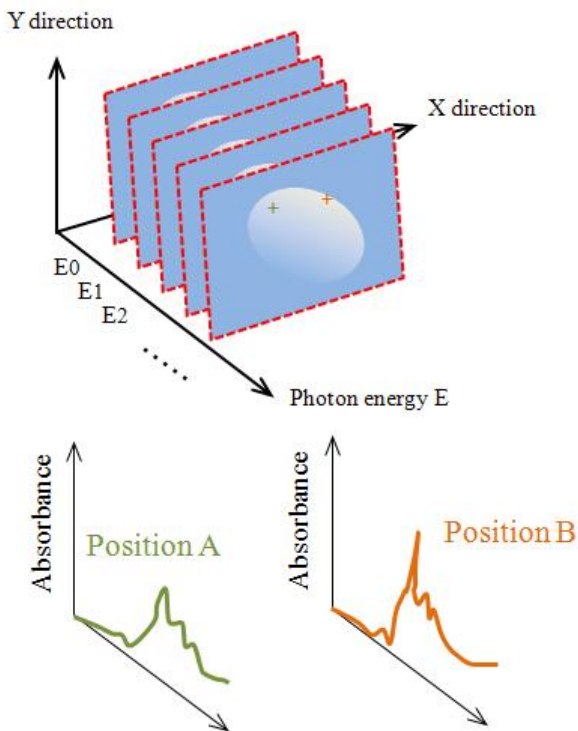 Y direction
X direction
E0
E1
E2
.....
Photon energy E
Absorbance
Position A
Absorbance
Position B